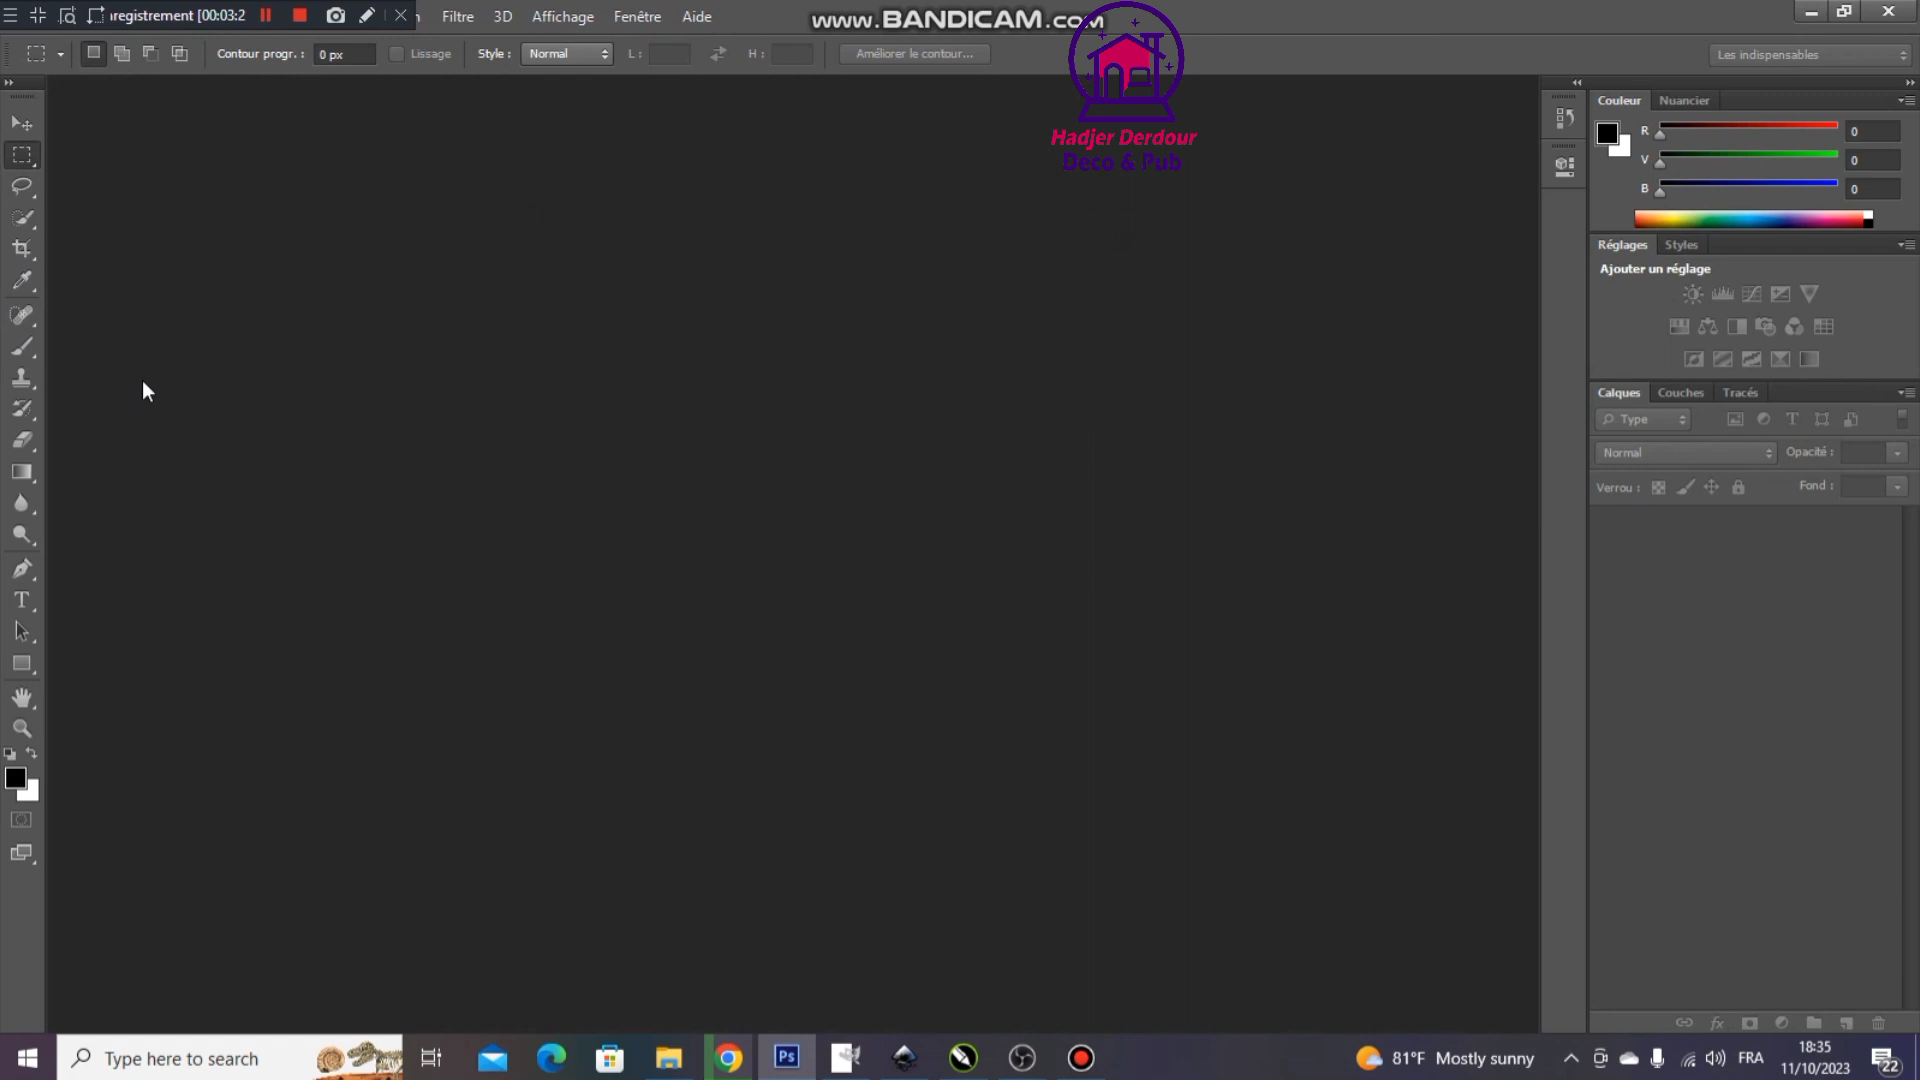 ıregistrement [00:03:2
Filtre 3D Affichage Fenêtre Aide
www.BANDICAM.com
Contour progr. : 0 px Lissage Style : Normal L : H : Améliorer le contour... Les indispensables
Hadjer Derdour
Deco & Pub
Couleur Nuancier
R 0
V 0
B 0
Réglages Styles
Ajouter un réglage
Calques Couches Tracés
Type
Normal Opacité :
Verrou : Fond :
Type here to search
Ps
81°F Mostly sunny
FRA
18:35
11/10/2023
22